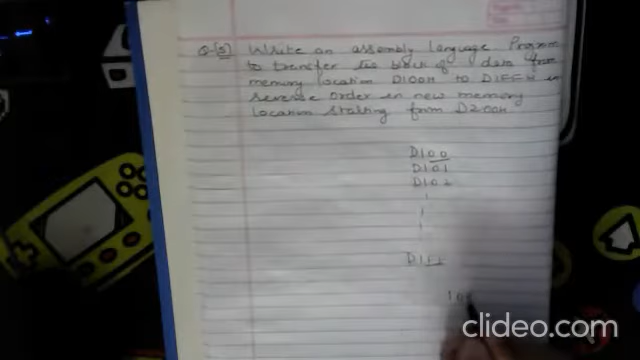 Q-[5] Write an assembly language Program
to transfer the block of data from
memory location D100H to D1FFH in
reverse order in new memory
location starting from D200H
D100
D101
D102
D1FF
10
clideo.com